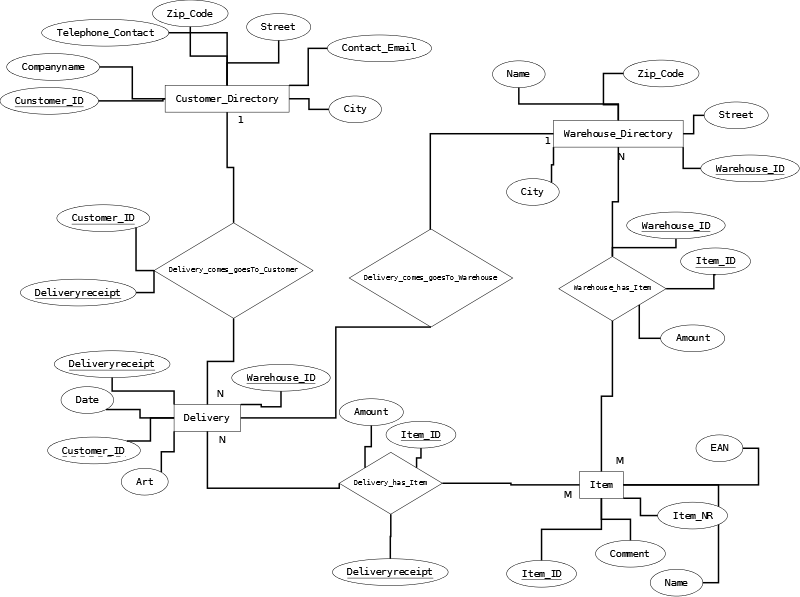 Zip_Code
Telephone_Contact
Street
Contact_Email
Companyname
Cunstomer_ID
Customer_Directory
City
1
Name
Zip_Code
Street
Warehouse_Directory
1
N
Warehouse_ID
City
Customer_ID
Warehouse_ID
Item_ID
Delivery_comes_goesTo_Customer
Delivery_comes_goesTo_Warehouse
Warehouse_has_Item
Deliveryreceipt
Amount
Deliveryreceipt
Warehouse_ID
Date
N
Delivery
N
Customer_ID
Art
Amount
Item_ID
Delivery_has_Item
EAN
M
Item
M
Item_NR
Comment
Deliveryreceipt
Item_ID
Name